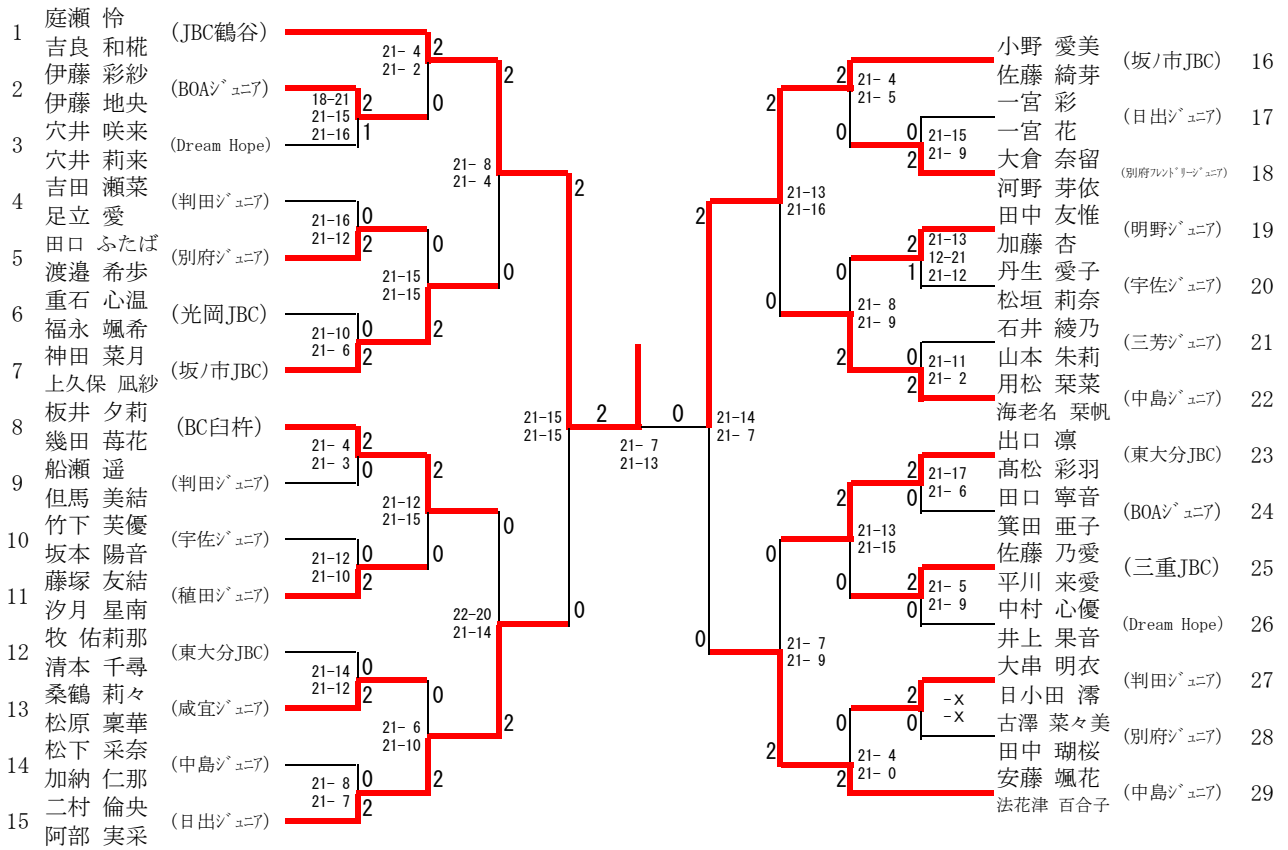 1 庭瀬 怜 (JBC鶴谷)
吉良 和椛
2 伊藤 彩紗 (BOAジュニア)
伊藤 地央
3 穴井 咲来 (Dream Hope)
穴井 莉来
4 吉田 瀬菜 (判田ジュニア)
足立 愛
5 田口 ふたば (別府ジュニア)
渡邉 希歩
6 重石 心温 (光岡JBC)
福永 颯希
7 神田 菜月 (坂ノ市JBC)
上久保 凪紗
8 板井 夕莉 (BC臼杵)
幾田 苺花
9 船瀬 遥 (判田ジュニア)
但馬 美結
10 竹下 芙優 (宇佐ジュニア)
坂本 陽音
11 藤塚 友結 (稙田ジュニア)
汐月 星南
12 牧 佑莉那 (東大分JBC)
清本 千尋
13 桑鶴 莉々 (咸宜ジュニア)
松原 稟華
14 松下 采奈 (中島ジュニア)
加納 仁那
15 二村 倫央 (日出ジュニア)
阿部 実采
18-21 2
21-15
21-16 1
21-16 0
21-12 2
21-10 0
21- 6 2
21- 4 2
21- 3 0
21-12 0
21-10 2
21-14 0
21-12 2
21- 8 0
21- 7 2
21- 4 2
21- 2 0
21-15 0
21-15 2
21-12 2
21-15 0
21- 6 0
21-10 2
21- 8 2
21- 4 0
22-20 0
21-14 2
21-15 2
21-15 0
2 0
21- 7
21-13
2 21-14
21- 7
0
2 21-13
21-16
0
0 21- 7
21- 9
2
2 21- 4
21- 5
0
0 21- 8
21- 9
2
2 21-13
21-15
0
0 21- 4
21- 0
2
0 21-15
2 21- 9
2 21-13
12-21
1 21-12
0 21-11
2 21- 2
2 21-17
0 21- 6
2 21- 5
0 21- 9
2 -X
0 -X
小野 愛美 (坂ノ市JBC) 16
佐藤 綺芽
一宮 彩 (日出ジュニア) 17
一宮 花
大倉 奈留 (別府フレンドリージュニア) 18
河野 芽依
田中 友惟 (明野ジュニア) 19
加藤 杏
丹生 愛子 (宇佐ジュニア) 20
松垣 莉奈
石井 綾乃 (三芳ジュニア) 21
山本 朱莉
用松 栞菜 (中島ジュニア) 22
海老名 栞帆
出口 凛 (東大分JBC) 23
髙松 彩羽
田口 寧音 (BOAジュニア) 24
箕田 亜子
佐藤 乃愛 (三重JBC) 25
平川 来愛
中村 心優 (Dream Hope) 26
井上 果音
大串 明衣 (判田ジュニア) 27
日小田 澪
古澤 菜々美 (別府ジュニア) 28
田中 瑚桜
安藤 颯花 (中島ジュニア) 29
法花津 百合子